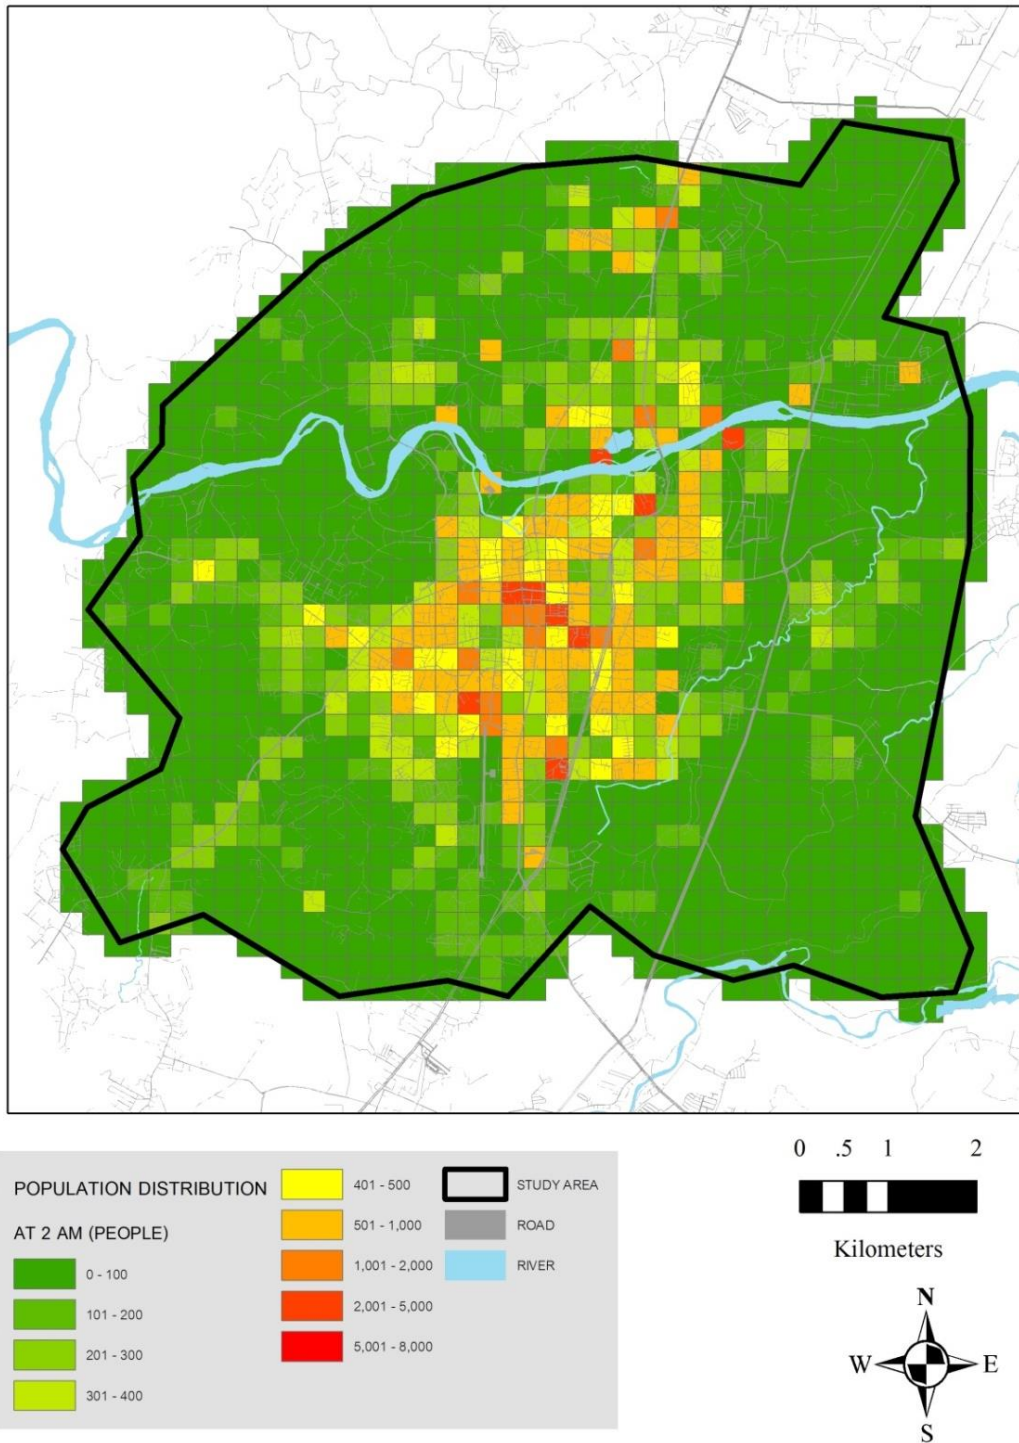 POPULATION DISTRIBUTION
AT 2 AM (PEOPLE)
0 - 100
101 - 200
201 - 300
301 - 400
401 - 500
501 - 1,000
1,001 - 2,000
2,001 - 5,000
5,001 - 8,000
STUDY AREA
ROAD
RIVER
0 .5 1 2
Kilometers
N
W E
S